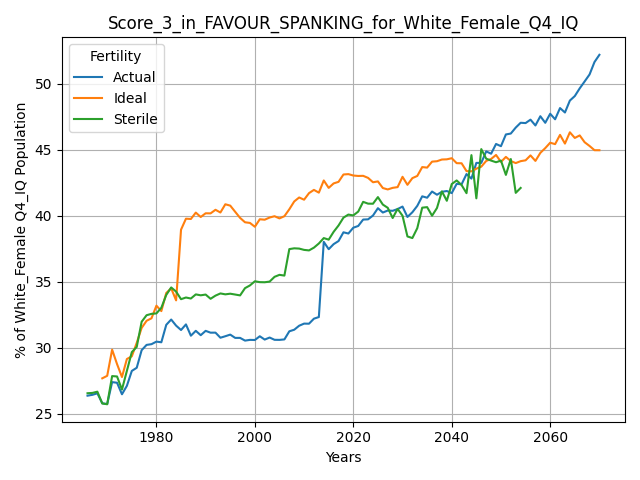 Score_3_in_FAVOUR_SPANKING_for_White_Female_Q4_IQ
Fertility
Actual
Ideal
Sterile
% of White_Female Q4_IQ Population
50
45
40
35
30
25
1980
2000
2020
2040
2060
Years